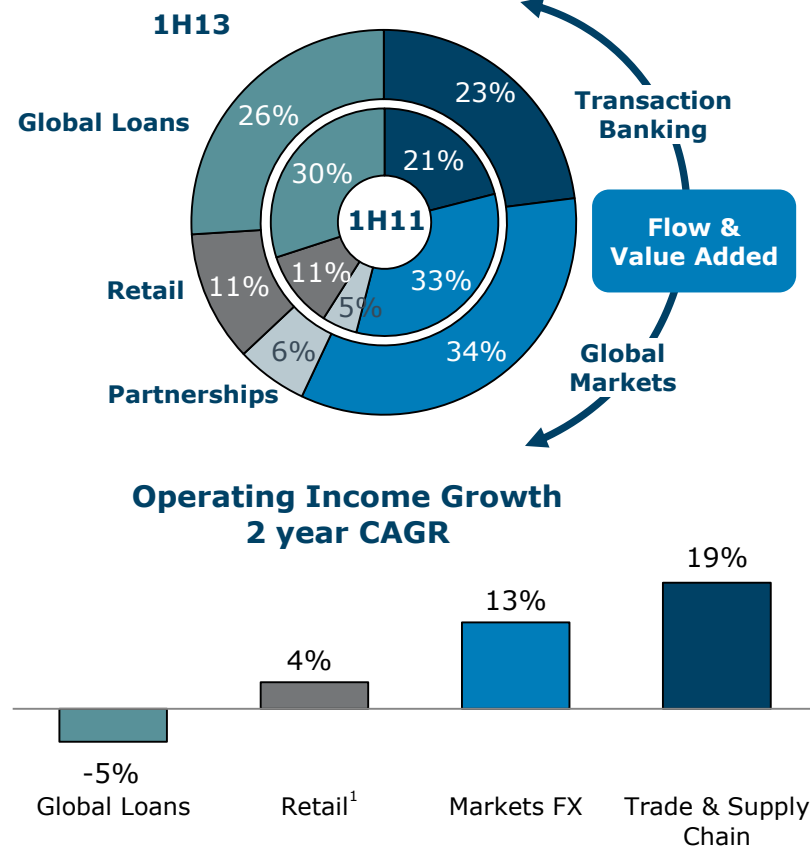 1H13
Global Loans
26%
23%
Transaction
Banking
30%
21%
1H11
Flow &
Value Added
Retail
11%
11%
5%
33%
34%
6%
Global
Markets
Partnerships
Operating Income Growth
2 year CAGR
19%
13%
4%
-5%
Global Loans
Retail1
Markets FX
Trade & Supply
Chain